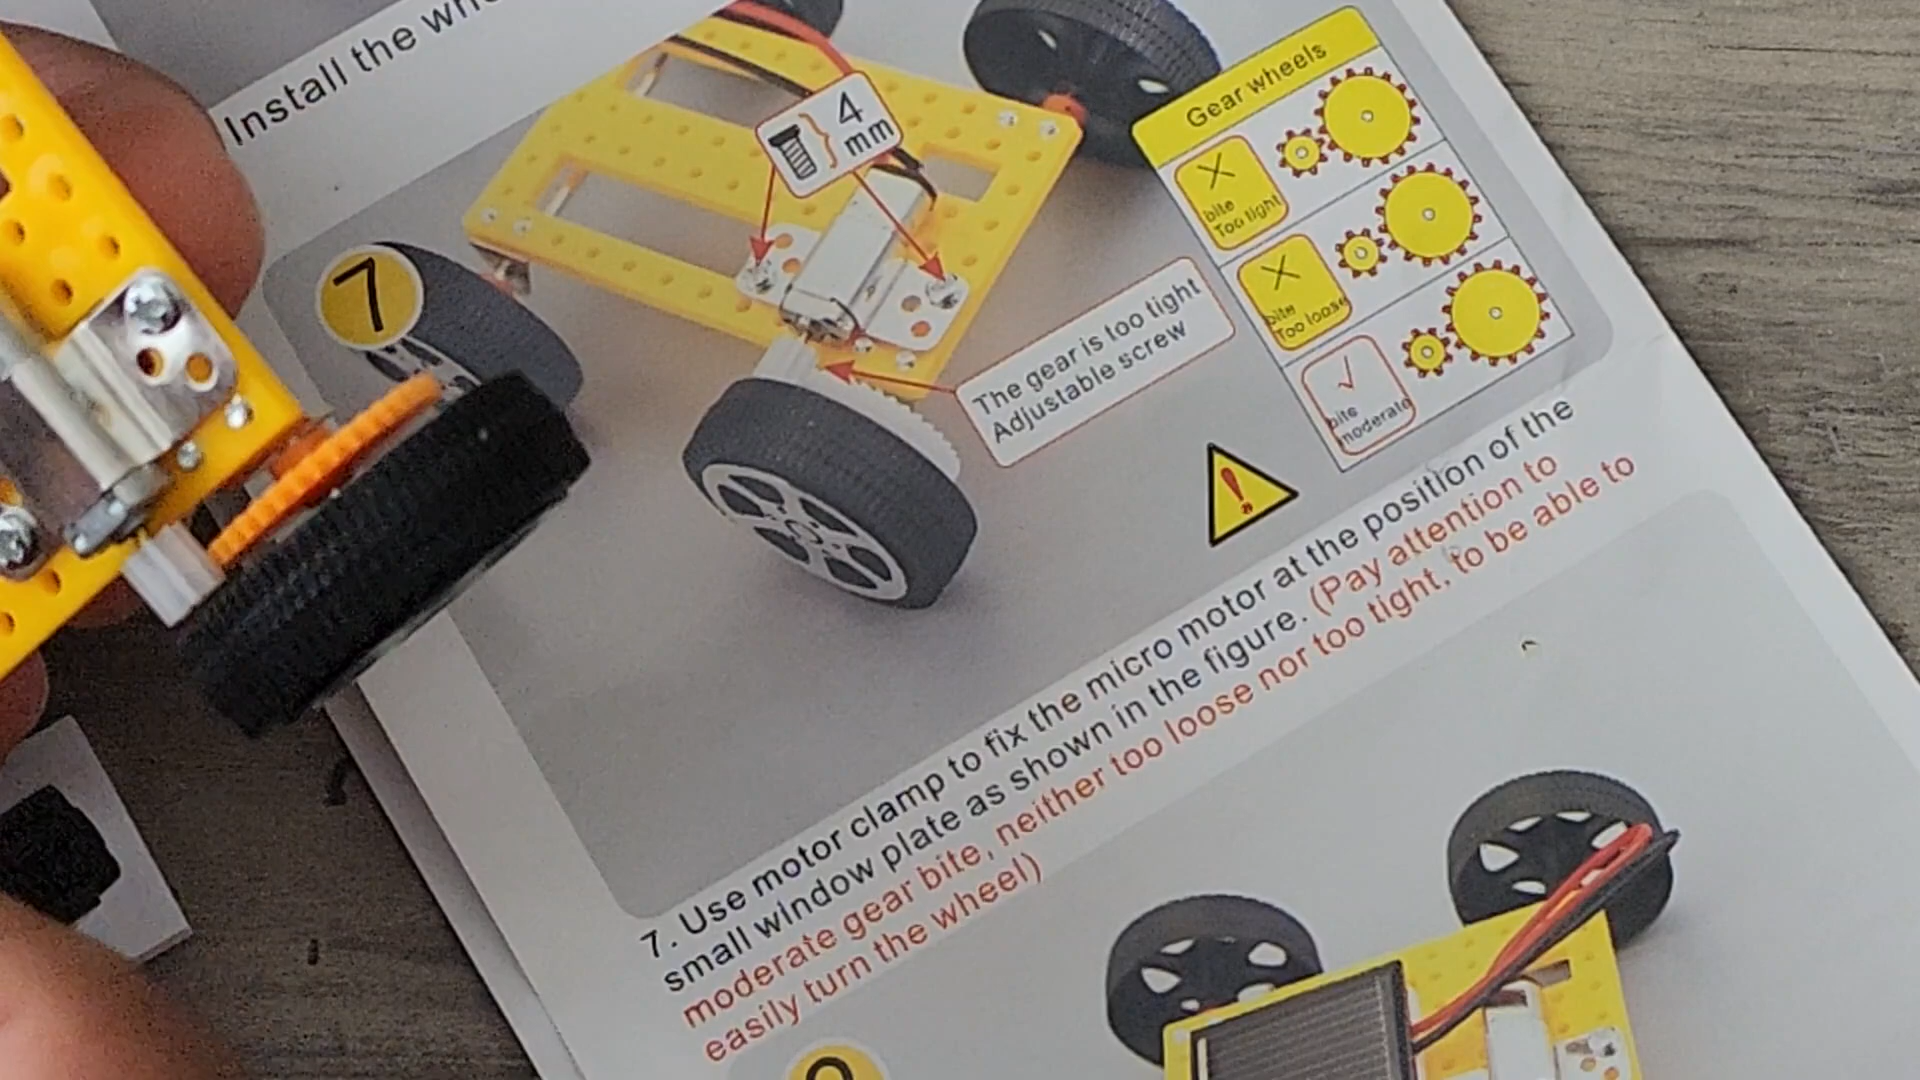 Install the
7
4
mm
The gear is too tight
Adjustable screw
Gear wheels
bite
Too tight
bite
Too loose
bite
moderate
7. Use motor clamp to fix the micro motor at the position of the
small window plate as shown in the figure. (Pay attention to
moderate gear bite, neither too loose nor too tight, to be able to
easily turn the wheel)